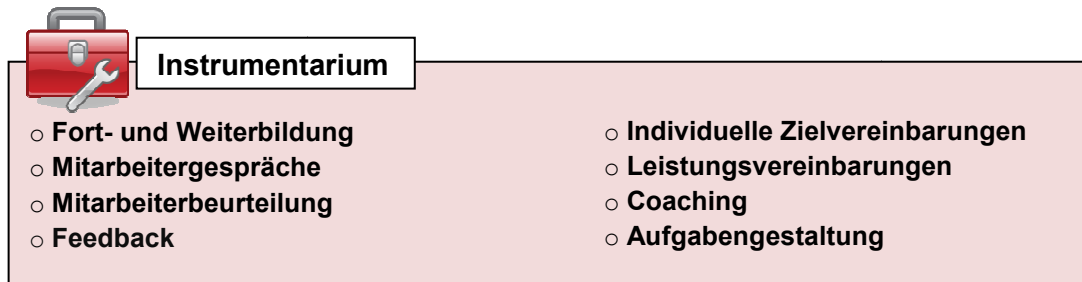 Instrumentarium
o Fort- und Weiterbildung
o Mitarbeitergespräche
o Mitarbeiterbeurteilung
o Feedback
o Individuelle Zielvereinbarungen
o Leistungsvereinbarungen
o Coaching
o Aufgabengestaltung